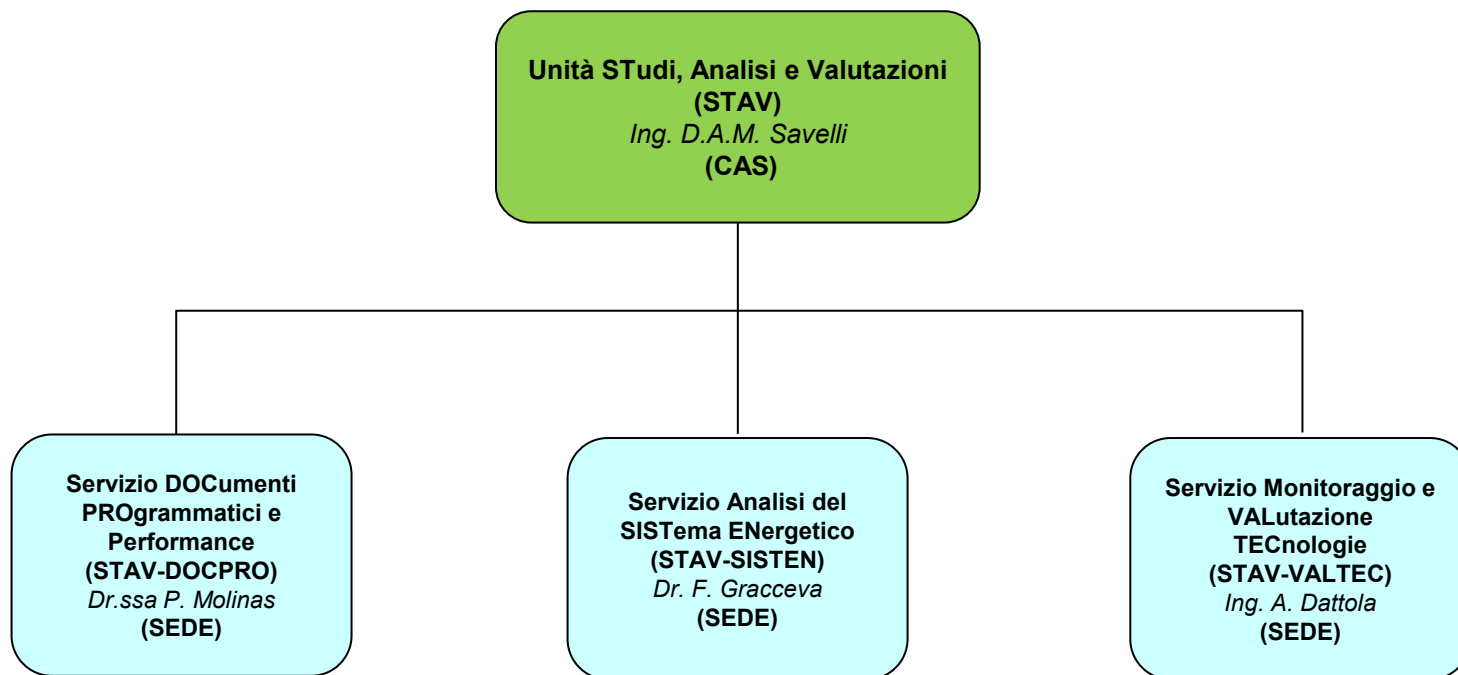 Unità STudi, Analisi e Valutazioni
(STAV)
Ing. D.A.M. Savelli
(CAS)
Servizio DOCumenti
PROgrammatici e
Performance
(STAV-DOCPRO)
Dr.ssa P. Molinas
(SEDE)
Servizio Analisi del
SISTema ENergetico
(STAV-SISTEN)
Dr. F. Gracceva
(SEDE)
Servizio Monitoraggio e
VALutazione
TECnologie
(STAV-VALTEC)
Ing. A. Dattola
(SEDE)